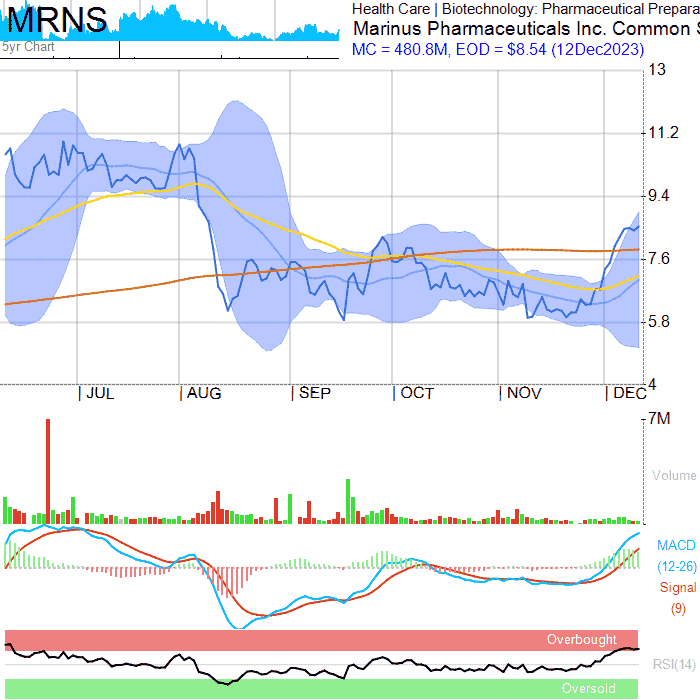 MRNS
Health Care | Biotechnology: Pharmaceutical Prepara
Marinus Pharmaceuticals Inc. Common S
MC = 480.8M, EOD = $8.54 (12Dec2023)
5yr Chart
13
11.2
9.4
7.6
5.8
4
JUL
AUG
SEP
OCT
NOV
DEC
7M
Volume
MACD
(12-26)
Signal
(9)
Overbought
RSI(14)
Oversold